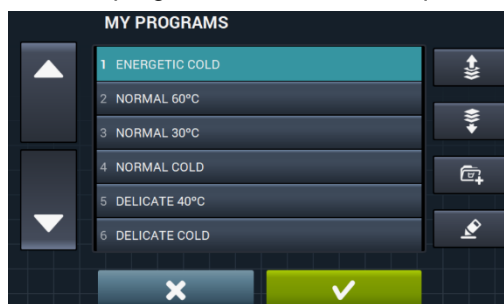 MY PROGRAMS
1 ENERGETIC COLD
2 NORMAL 60ºC
3 NORMAL 30ºC
4 NORMAL COLD
5 DELICATE 40ºC
6 DELICATE COLD